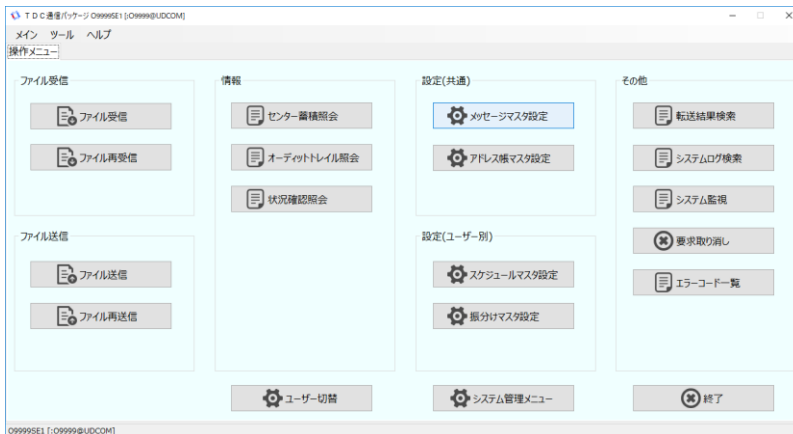 TDC通信パッケージ O9999SE1 [:O9999@UDCOM]
メイン ツール ヘルプ
操作メニュー
ファイル受信
ファイル受信
ファイル再受信
ファイル送信
ファイル送信
ファイル再送信
情報
センター蓄積照会
オーディットトレイル照会
状況確認照会
ユーザー切替
設定(共通)
メッセージマスタ設定
アドレス帳マスタ設定
設定(ユーザー別)
スケジュールマスタ設定
振分けマスタ設定
システム管理メニュー
その他
転送結果検索
システムログ検索
システム監視
要求取り消し
エラーコード一覧
終了
O9999SE1 [:O9999@UDCOM]